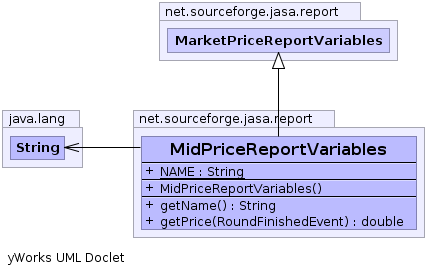 net.sourceforge.jasa.report
MarketPriceReportVariables
java.lang
String
net.sourceforge.jasa.report
MidPriceReportVariables
+ NAME : String
+ MidPriceReportVariables()
+ getName() : String
+ getPrice(RoundFinishedEvent) : double
yWorks UML Doclet